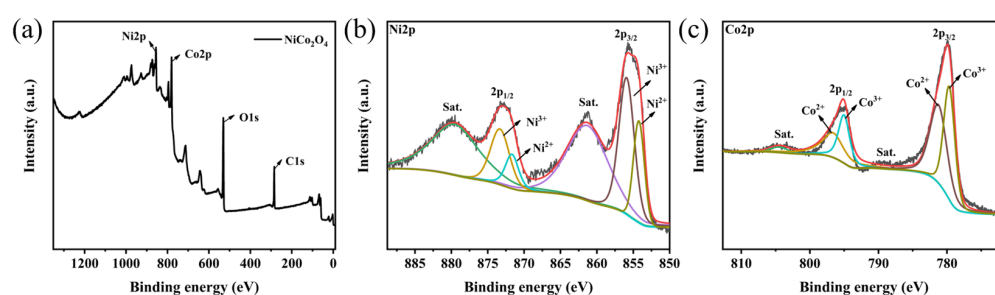 (a)
NiCo₂O₄
Ni2p
Co2p
O1s
C1s
Intensity (a.u.)
1200 1000 800 600 400 200 0
Binding energy (eV)
(b)
Ni2p
2p₃/₂
Ni³⁺
Ni²⁺
Sat.
2p₁/₂
Sat.
Ni³⁺
Ni²⁺
Intensity (a.u.)
885 880 875 870 865 860 855 850
Binding energy (eV)
(c)
Co2p
2p₃/₂
Co²⁺
Co³⁺
2p₁/₂
Co²⁺
Co³⁺
Sat.
Sat.
Intensity (a.u.)
810 800 790 780
Binding energy (eV)